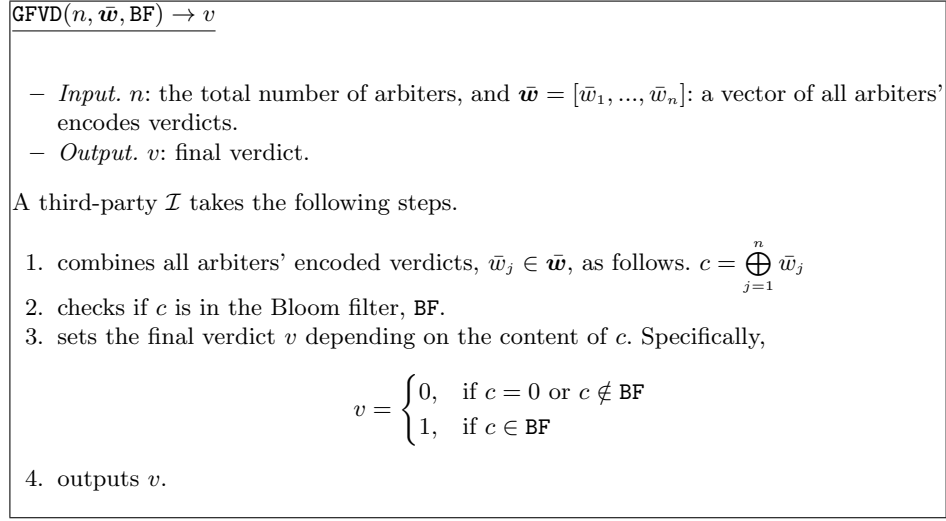 GFVD(n, w̄, BF) → v
– Input. n: the total number of arbiters, and w̄ = [w̄₁, ..., w̄ₙ]: a vector of all arbiters’
encodes verdicts.
– Output. v: final verdict.
A third-party ℐ takes the following steps.
1. combines all arbiters’ encoded verdicts, w̄ⱼ ∈ w̄, as follows. c = ⊕ⁿⱼ₌₁ w̄ⱼ
2. checks if c is in the Bloom filter, BF.
3. sets the final verdict v depending on the content of c. Specifically,
v = { 0, if c = 0 or c ∉ BF
1, if c ∈ BF
4. outputs v.